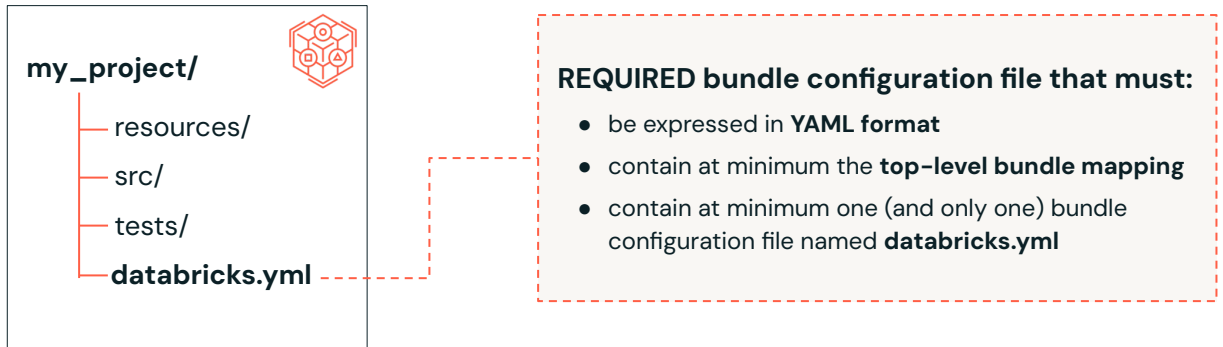 my_project/
resources/
src/
tests/
databricks.yml
REQUIRED bundle configuration file that must:
● be expressed in YAML format
● contain at minimum the top-level bundle mapping
● contain at minimum one (and only one) bundle
configuration file named databricks.yml